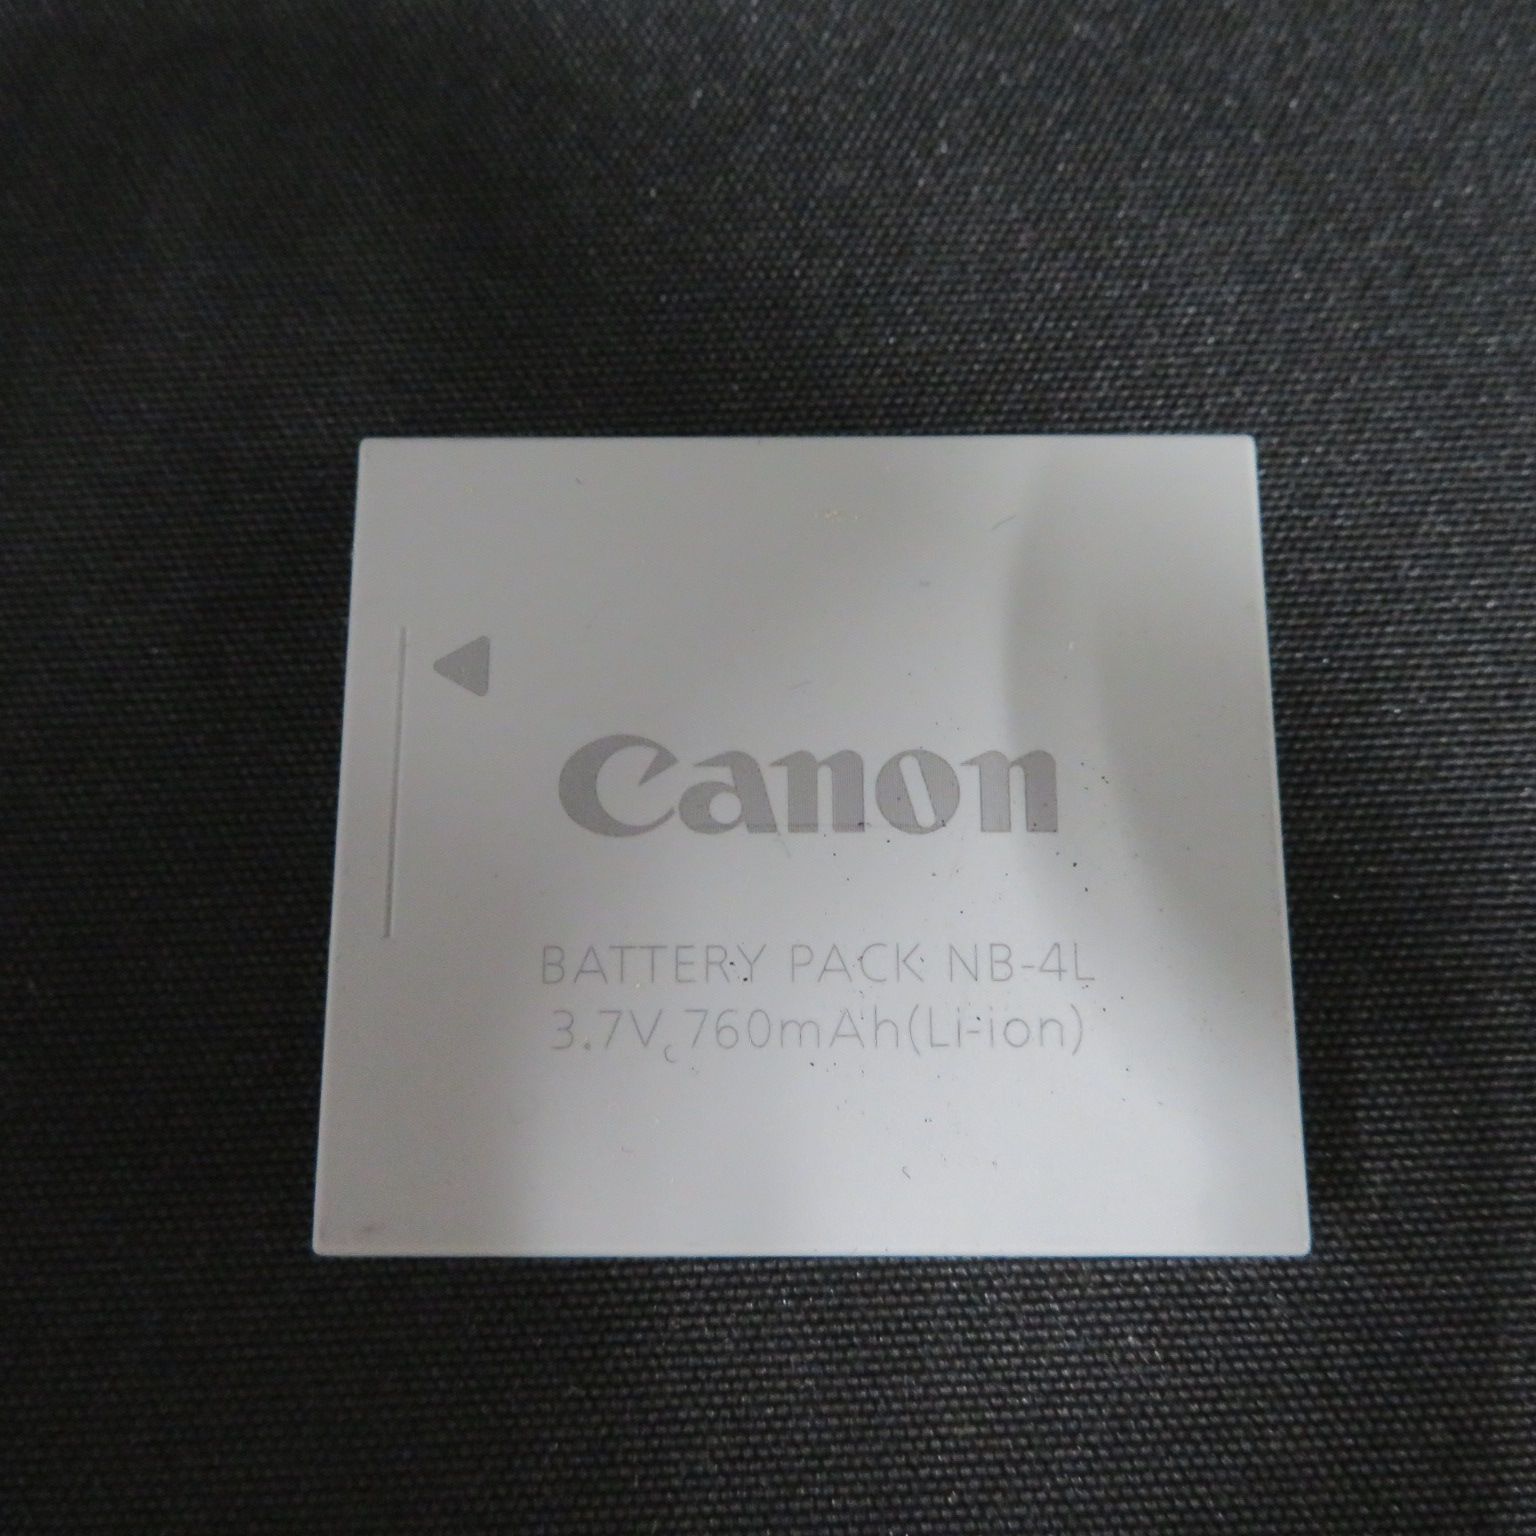 Canon
BATTERY PACK NB-4L
3.7V 760mAh(Li-ion)